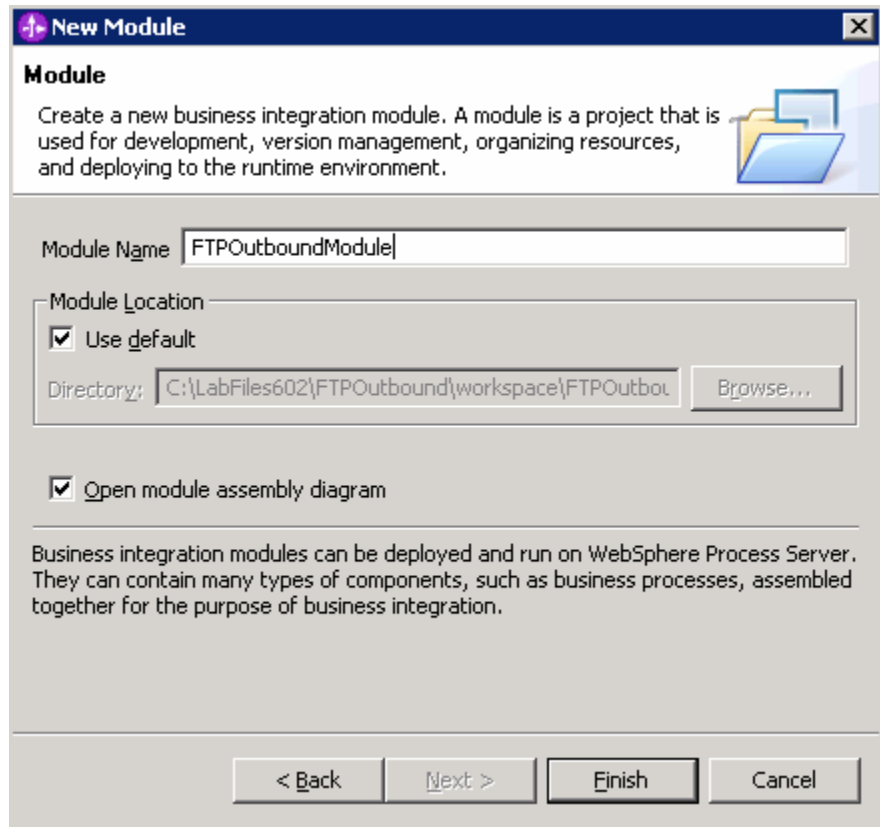 New Module
Module
Create a new business integration module. A module is a project that is
used for development, version management, organizing resources,
and deploying to the runtime environment.
Module Name FTPOutboundModule
Module Location
Use default
Directory: C:\LabFiles602\FTPOutbound\workspace\FTPOutbou Browse...
Open module assembly diagram
Business integration modules can be deployed and run on WebSphere Process Server.
They can contain many types of components, such as business processes, assembled
together for the purpose of business integration.
< Back Next > Finish Cancel